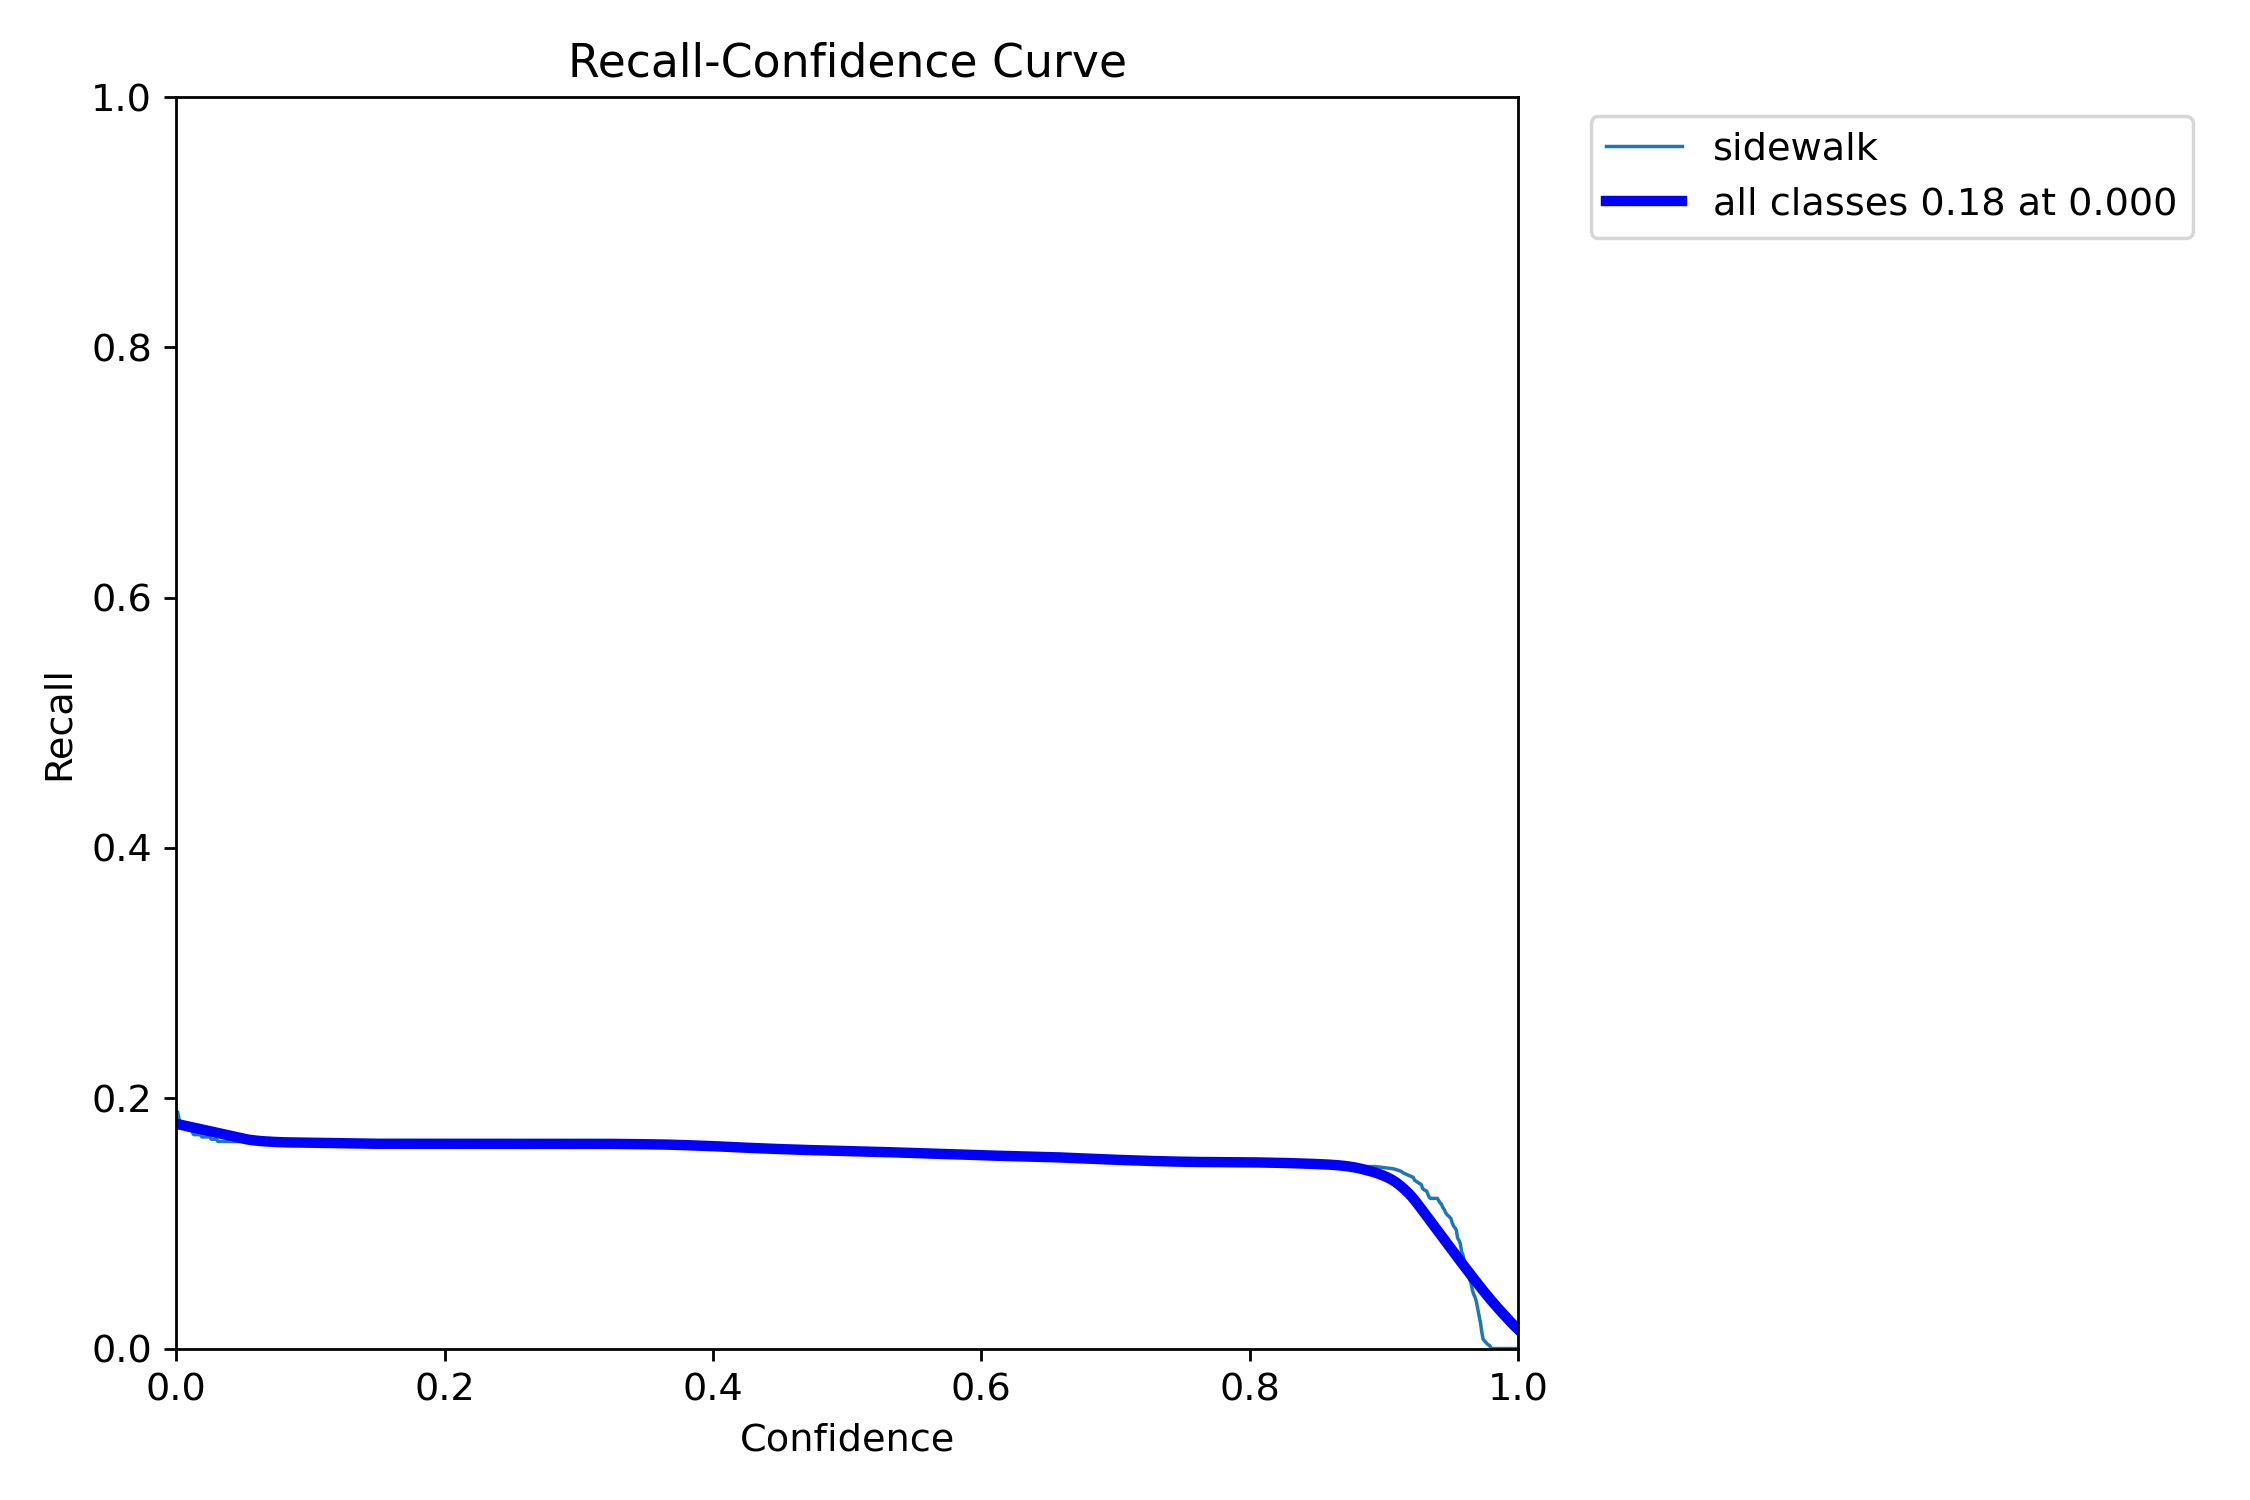 Recall-Confidence Curve
1.0
0.8
0.6
0.4
0.2
0.0
Recall
0.0 0.2 0.4 0.6 0.8 1.0
Confidence
sidewalk
all classes 0.18 at 0.000